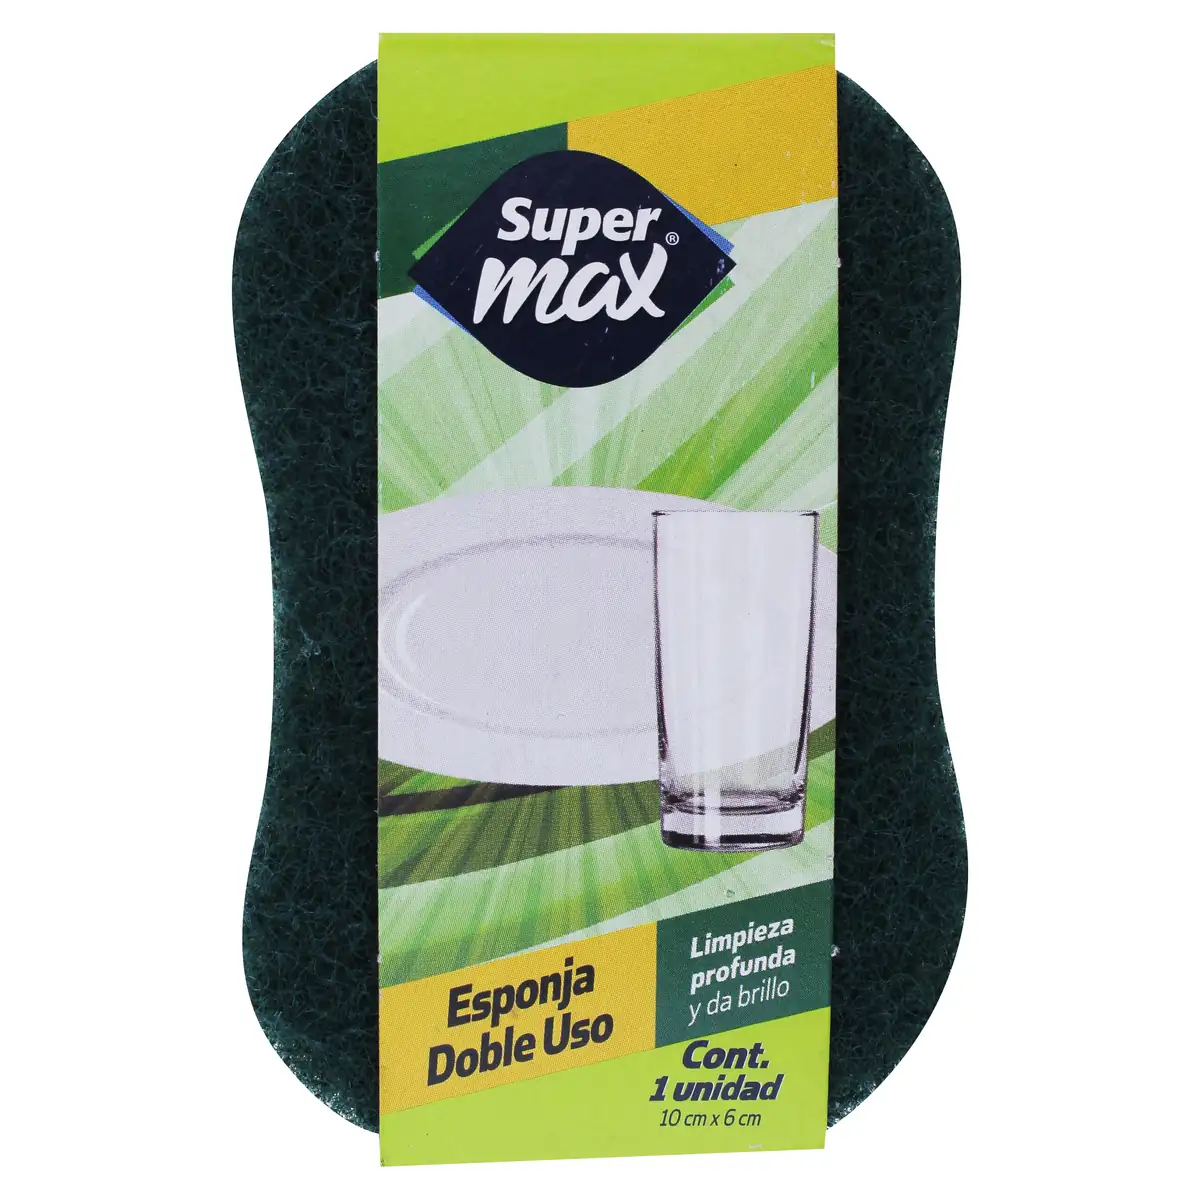 Super
max®
Limpieza
profunda
y da brillo
Esponja
Doble Uso
Cont.
1 unidad
10 cm x 6 cm